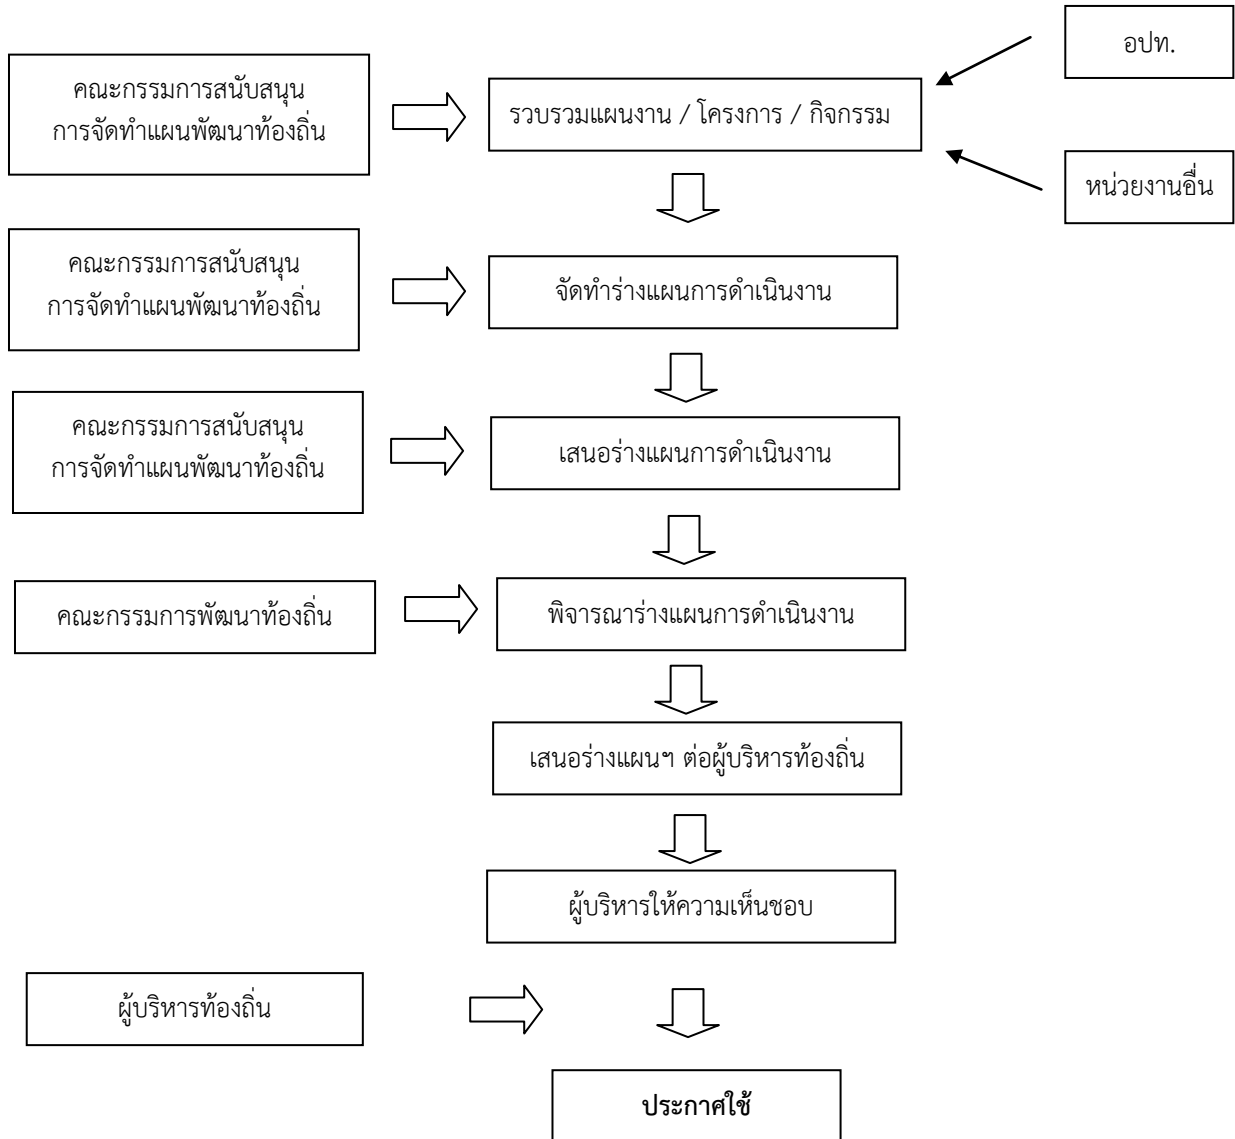 อปท.
คณะกรรมการสนับสนุน
การจัดทำแผนพัฒนาท้องถิ่น
รวบรวมแผนงาน / โครงการ / กิจกรรม
หน่วยงานอื่น
คณะกรรมการสนับสนุน
การจัดทำแผนพัฒนาท้องถิ่น
จัดทำร่างแผนการดำเนินงาน
คณะกรรมการสนับสนุน
การจัดทำแผนพัฒนาท้องถิ่น
เสนอร่างแผนการดำเนินงาน
คณะกรรมการพัฒนาท้องถิ่น
พิจารณาร่างแผนการดำเนินงาน
เสนอร่างแผนฯ ต่อผู้บริหารท้องถิ่น
ผู้บริหารให้ความเห็นชอบ
ผู้บริหารท้องถิ่น
ประกาศใช้